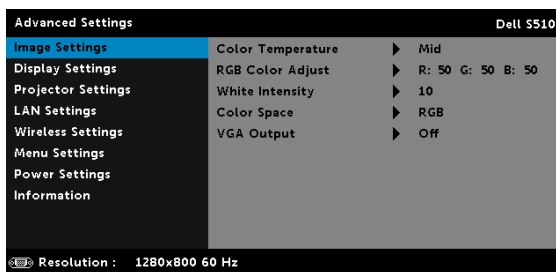 Advanced Settings Dell S510
Image Settings Color Temperature Mid
Display Settings RGB Color Adjust R: 50 G: 50 B: 50
Projector Settings White Intensity 10
LAN Settings Color Space RGB
Wireless Settings VGA Output Off
Menu Settings
Power Settings
Information
Resolution : 1280x800 60 Hz